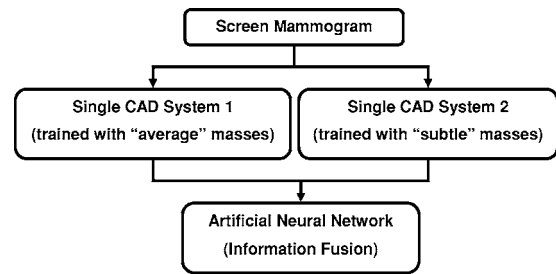 Screen Mammogram
Single CAD System 1
(trained with “average” masses)
Single CAD System 2
(trained with “subtle” masses)
Artificial Neural Network
(Information Fusion)